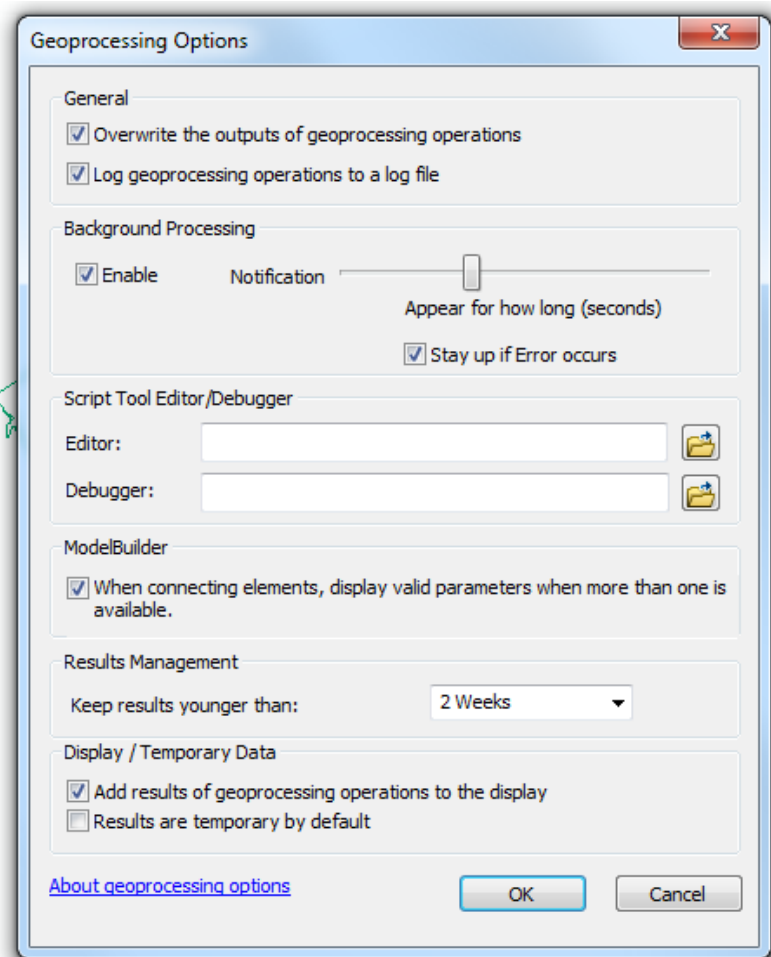 Geoprocessing Options
General
Overwrite the outputs of geoprocessing operations
Log geoprocessing operations to a log file
Background Processing
Enable
Notification
Appear for how long (seconds)
Stay up if Error occurs
Script Tool Editor/Debugger
Editor:
Debugger:
ModelBuilder
When connecting elements, display valid parameters when more than one is
available.
Results Management
Keep results younger than:
2 Weeks
Display / Temporary Data
Add results of geoprocessing operations to the display
Results are temporary by default
About geoprocessing options
OK
Cancel